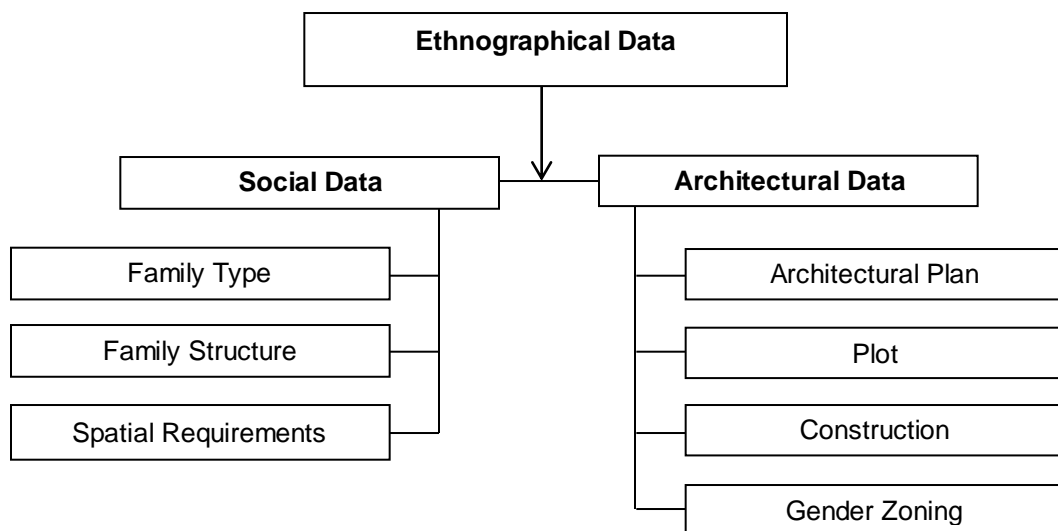 Ethnographical Data
Social Data
Architectural Data
Family Type
Family Structure
Spatial Requirements
Architectural Plan
Plot
Construction
Gender Zoning